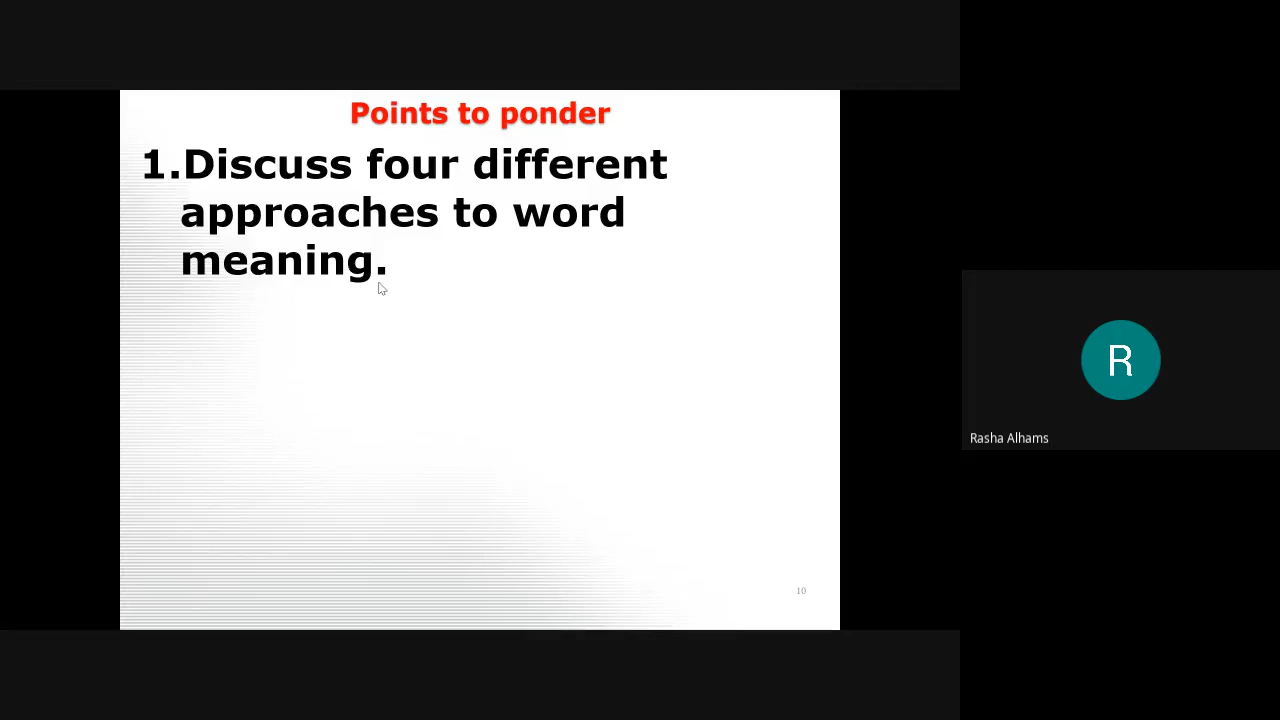 Points to ponder
1.Discuss four different
approaches to word
meaning.
10
R
Rasha Alhams